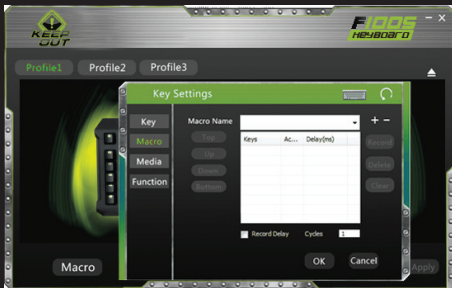 KEEP
OUT
F100S
KEYBOARD
Profile1 Profile2 Profile3
Key Settings
Key
Macro
Media
Function
Macro Name
Top
Up
Down
Bottom
Keys Ac... Delay(ms)
Record
Delete
Clear
Record Delay Cycles 1
OK Cancel
Macro
Apply